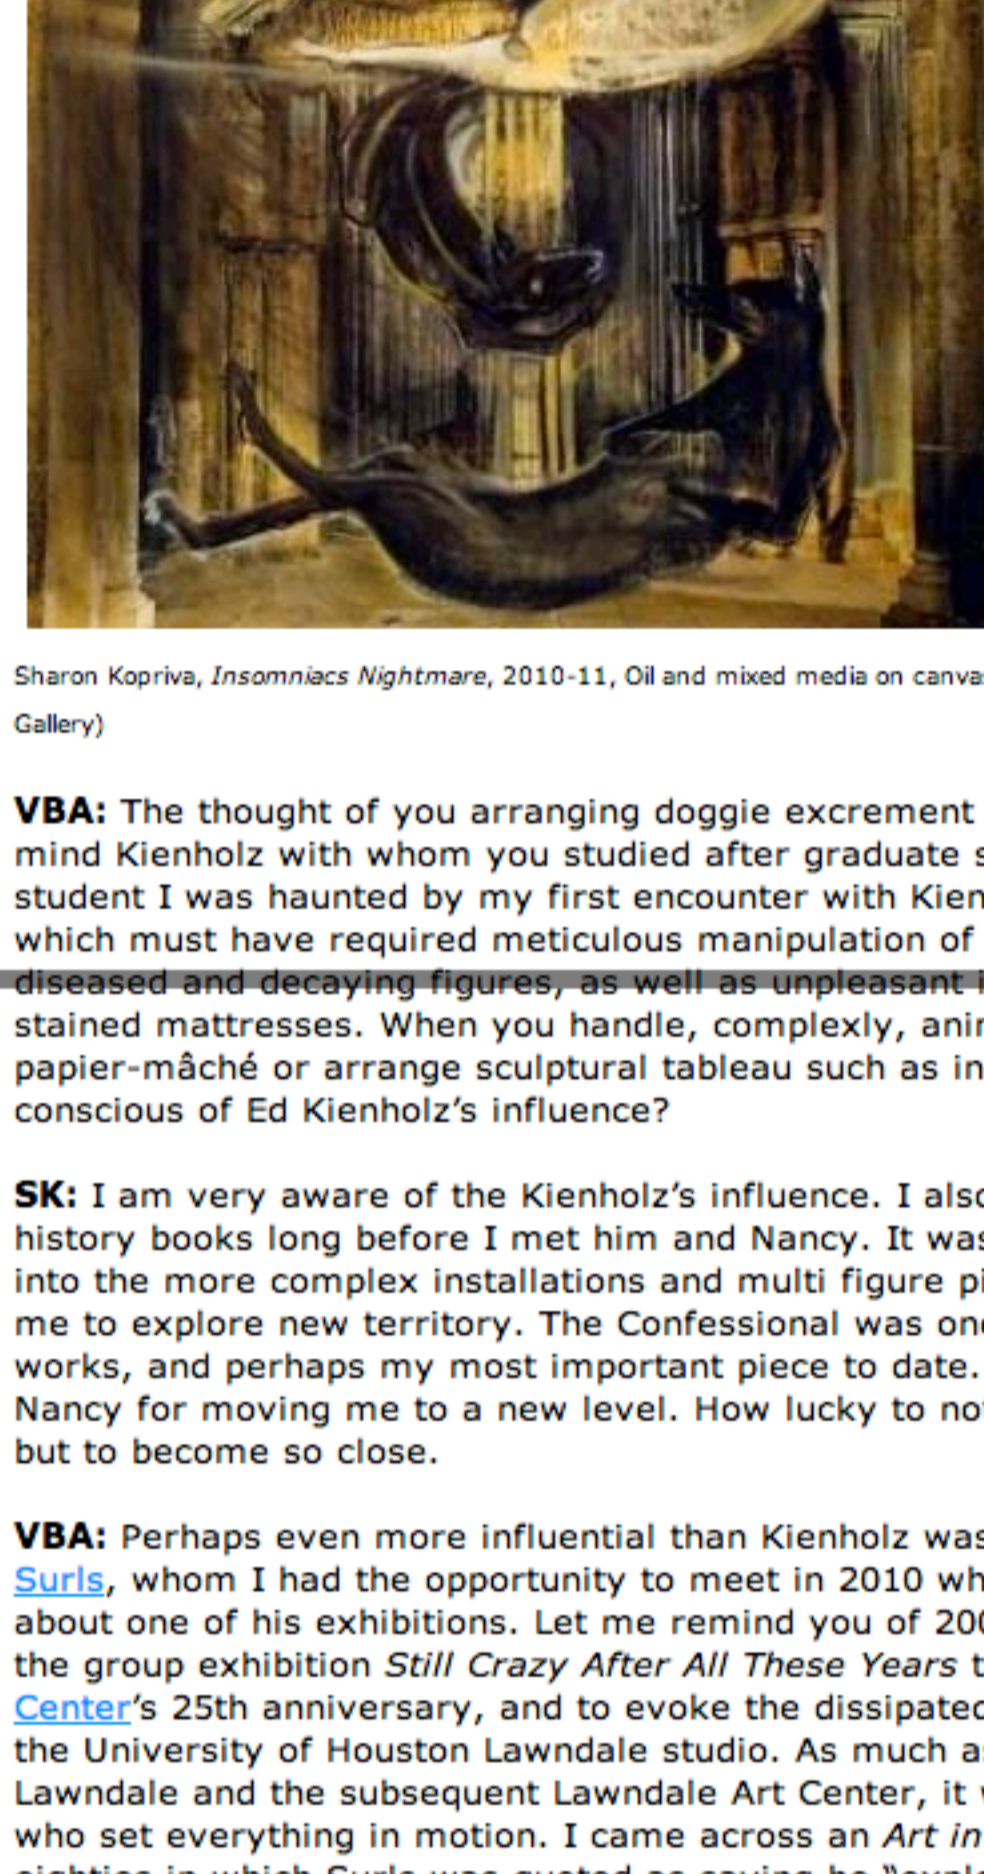 Sharon Kopriva, Insomniacs Nightmare, 2010-11, Oil and mixed media on
Gallery)
VBA: The thought of you arranging doggie excrement
mind Kienholz with whom you studied after graduate
student I was haunted by my first encounter with
which must have required meticulous manipulation of
diseased and decaying figures, as well as unpleasant
stained mattresses. When you handle, complexly,
papier-mâché or arrange sculptural tableau such as in
conscious of Ed Kienholz’s influence?
SK: I am very aware of the Kienholz’s influence. I also
history books long before I met him and Nancy. It was
into the more complex installations and multi figure
me to explore new territory. The Confessional was one
works, and perhaps my most important piece to date.
Nancy for moving me to a new level. How lucky to
but to become so close.
VBA: Perhaps even more influential than Kienholz was
Surls, whom I had the opportunity to meet in 2010
about one of his exhibitions. Let me remind you of
the group exhibition Still Crazy After All These Years
Center’s 25th anniversary, and to evoke the dissipated
the University of Houston Lawndale studio. As much as
Lawndale and the subsequent Lawndale Art Center, it
who set everything in motion. I came across an Art in
eighties in which Surls was quoted as saying he